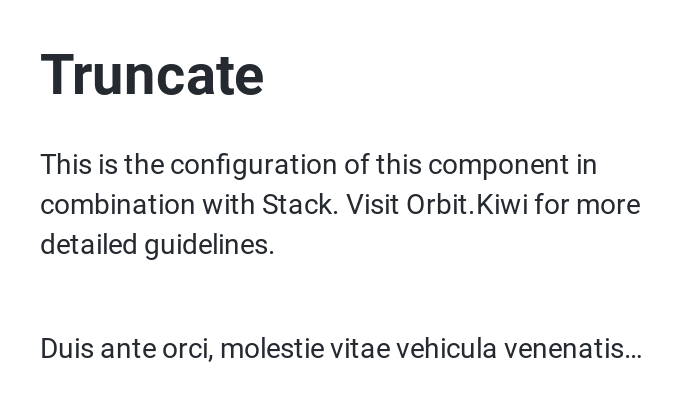 Truncate
This is the configuration of this component in
combination with Stack. Visit Orbit.Kiwi for more
detailed guidelines.
Duis ante orci, molestie vitae vehicula venenatis…